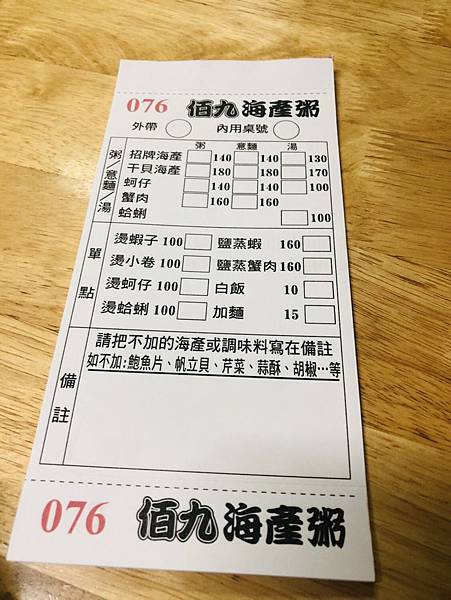 076 佰九海產粥
外帶 內用桌號
粥 意麵 湯
粥/意麵/湯
招牌海產 140 140 130
干貝海產 180 180 170
蚵仔 140 140 100
蟹肉 160 160
蛤蜊 100
單點
燙蝦子 100 鹽蒸蝦 160
燙小卷 100 鹽蒸蟹肉 160
燙蚵仔 100 白飯 10
燙蛤蜊 100 加麵 15
備註
請把不加的海產或調味料寫在備註
如不加:鮑魚片、帆立貝、芹菜、蒜酥、胡椒…等
076 佰九海產粥